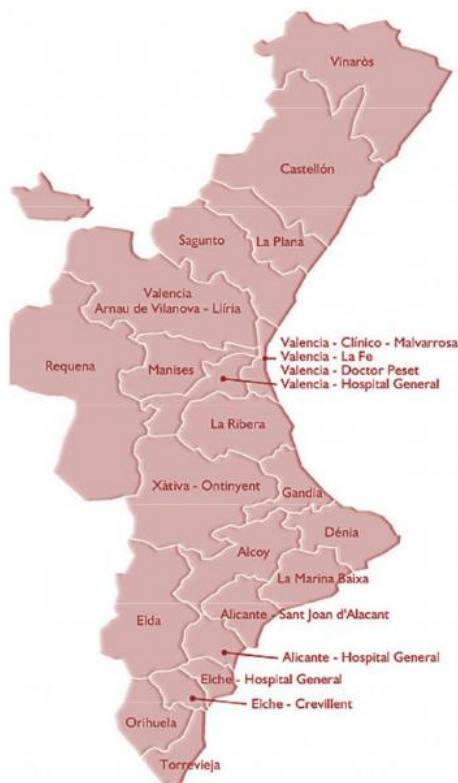 Vinaròs
Castellón
Sagunto
La Plana
Valencia
Arnau de Vilanova - Llíria
Valencia - Clínico - Malvarrosa
Valencia - La Fe
Valencia - Doctor Peset
Valencia - Hospital General
Requena
Manises
La Ribera
Xàtiva - Ontinyent
Gandia
Dénia
Alcoy
La Marina Baixa
Elda
Alicante - Sant Joan d'Alacant
Alicante - Hospital General
Elche - Hospital General
Elche - Crevillent
Orihuela
Torrevieja